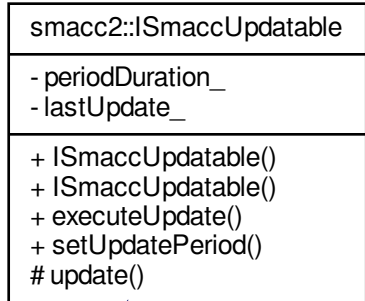 smacc2::ISmaccUpdatable
- periodDuration_
- lastUpdate_
+ ISmaccUpdatable()
+ ISmaccUpdatable()
+ executeUpdate()
+ setUpdatePeriod()
# update()